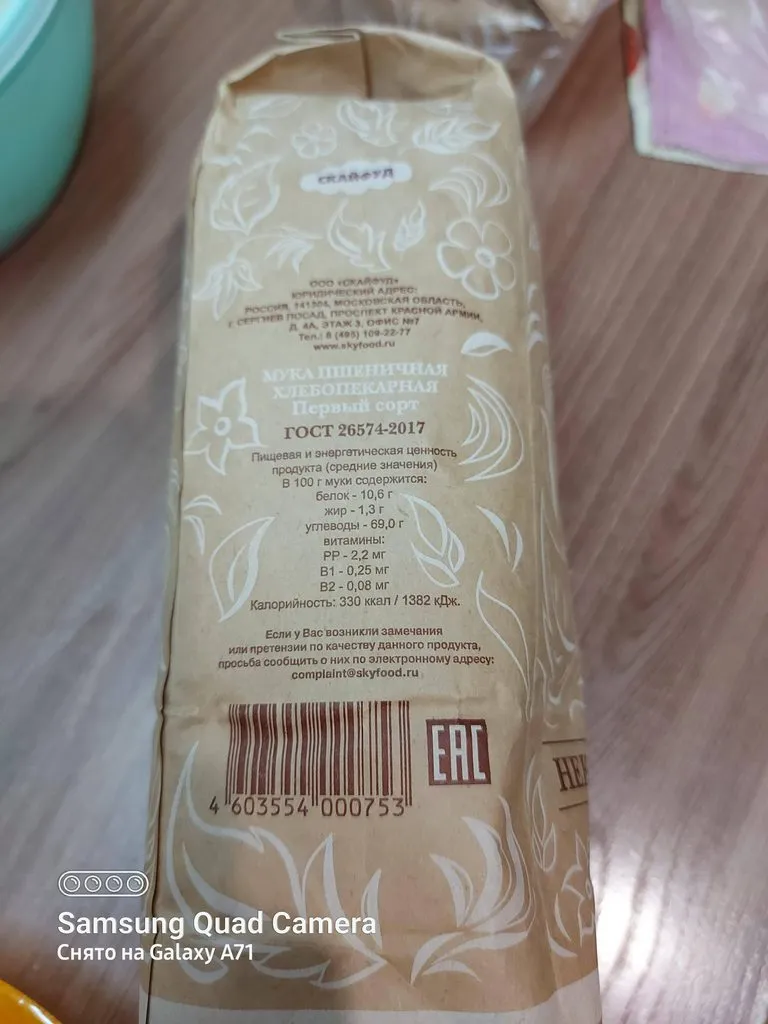 СКАЙФУД
ООО «СКАЙФУД»
ЮРИДИЧЕСКИЙ АДРЕС:
РОССИЯ, МОСКОВСКАЯ ОБЛАСТЬ,
Г. СЕРГИЕВ ПОСАД, ПРОСПЕКТ КРАСНОЙ АРМИИ,
Д. 4А, ЭТАЖ 3, ОФИС №7
Тел.: 8 (495) 109-22-77
www.skyfood.ru
МУКА ПШЕНИЧНАЯ
ХЛЕБОПЕКАРНАЯ
Первый сорт
ГОСТ 26574-2017
Пищевая и энергетическая ценность
продукта (средние значения)
В 100 г муки содержится:
белок - 10,6 г
жир - 1,3 г
углеводы - 69,0 г
витамины:
РР - 2,2 мг
В1 - 0,25 мг
В2 - 0,08 мг
Калорийность: 330 ккал / 1382 кДж.
Если у Вас возникли замечания
или претензии по качеству данного продукта,
просьба сообщить о них по электронному адресу:
complaint@skyfood.ru
EAC
4 603554 000753
Samsung Quad Camera
Снято на Galaxy A71